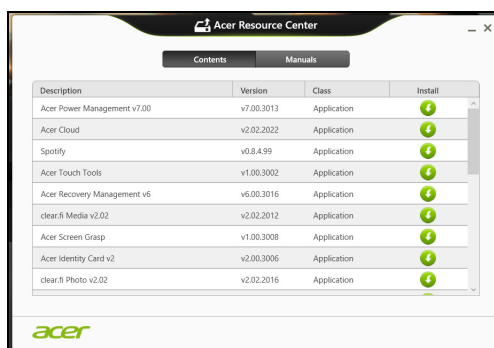 Acer Resource Center
Contents Manuals
Description Version Class Install
Acer Power Management v7.00 v7.00.3013 Application
Acer Cloud v2.02.2022 Application
Spotify v0.8.4.99 Application
Acer Touch Tools v1.00.3002 Application
Acer Recovery Management v6 v6.00.3016 Application
clear.fi Media v2.02 v2.02.2012 Application
Acer Screen Grasp v1.00.3008 Application
Acer Identity Card v2 v2.00.3006 Application
clear.fi Photo v2.02 v2.02.2016 Application
acer